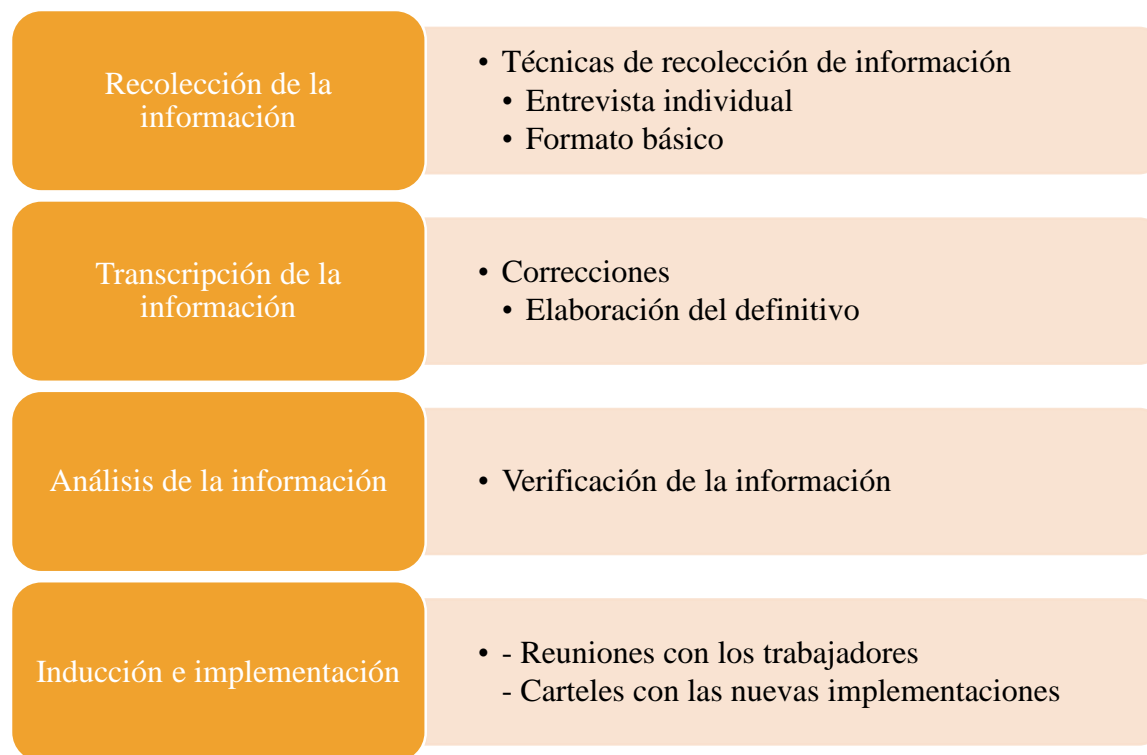 Recolección de la
información
• Técnicas de recolección de información
• Entrevista individual
• Formato básico
Transcripción de la
información
• Correcciones
• Elaboración del definitivo
Análisis de la información
• Verificación de la información
Inducción e implementación
• - Reuniones con los trabajadores
- Carteles con las nuevas implementaciones